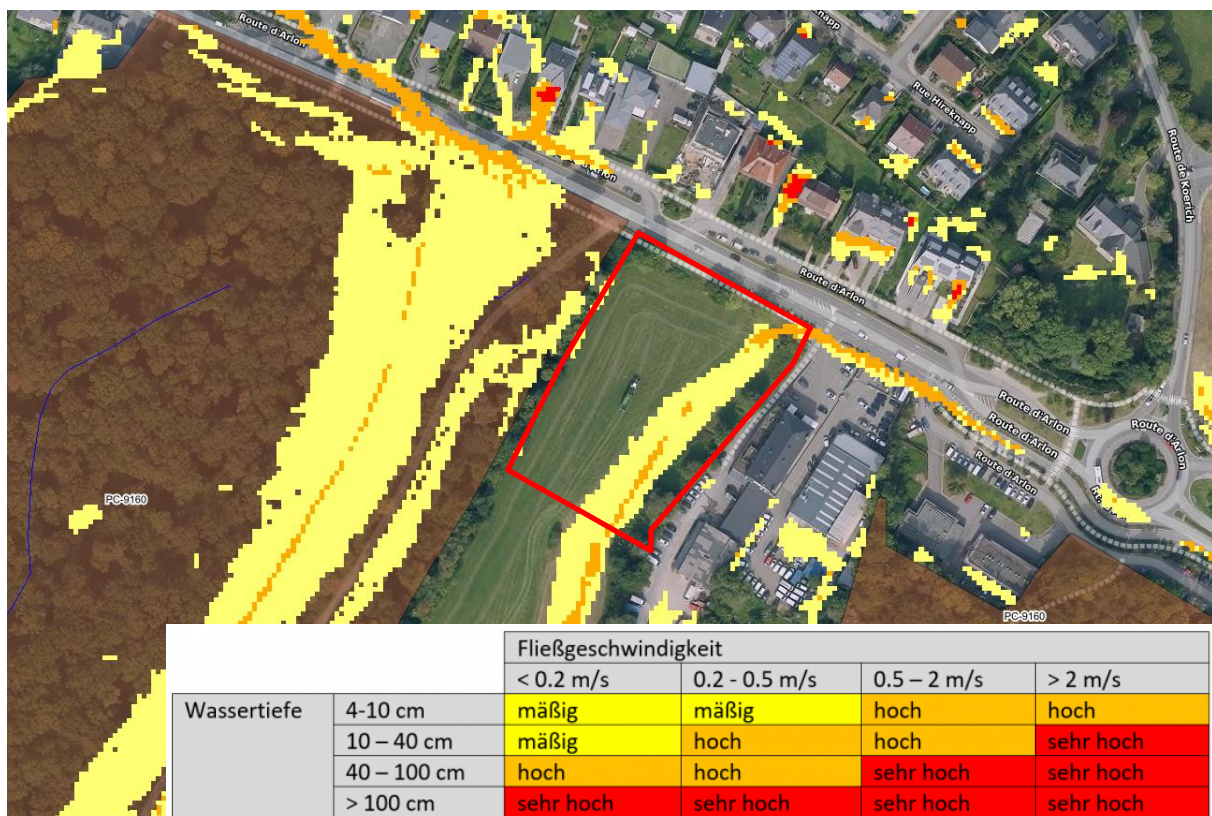 Route d'Arlon
Rue Hireknapp
Route de Koerich
Route d'Arlon
Route d'Arlon
Route d'Arlon
Route d'Arlon
Route d'Arlon
PC-9160
PC-9160
Fließgeschwindigkeit
< 0.2 m/s 0.2 - 0.5 m/s 0.5 – 2 m/s > 2 m/s
Wassertiefe 4-10 cm mäßig mäßig hoch hoch
10 – 40 cm mäßig hoch hoch sehr hoch
40 – 100 cm hoch hoch sehr hoch sehr hoch
> 100 cm sehr hoch sehr hoch sehr hoch sehr hoch